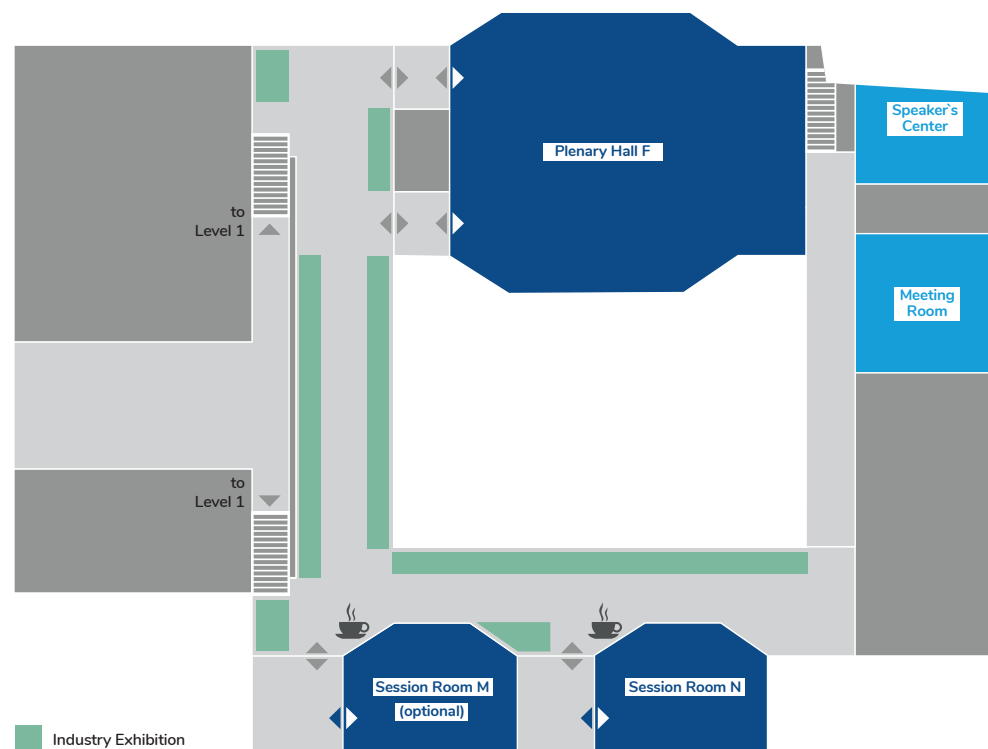 Speaker`s
Center
Plenary Hall F
to
Level 1
Meeting
Room
to
Level 1
Session Room M
(optional)
Session Room N
Industry Exhibition